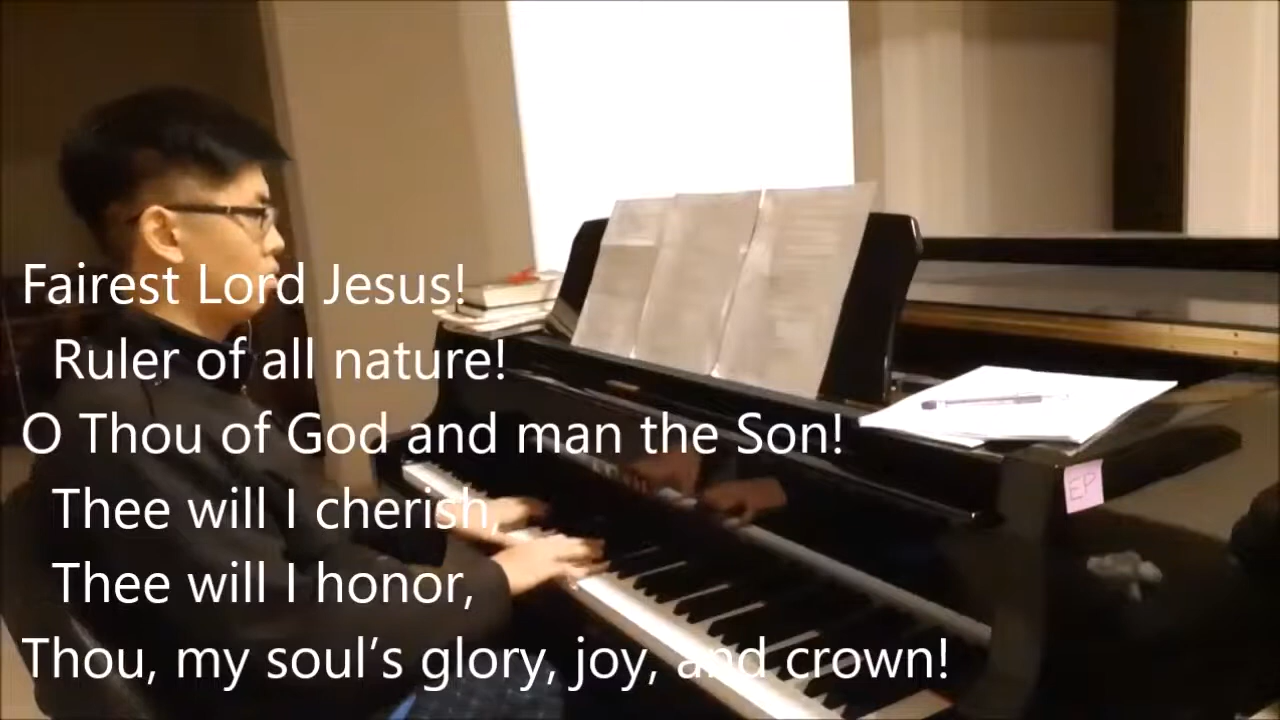 Fairest Lord Jesus!
Ruler of all nature!
O Thou of God and man the Son!
Thee will I cherish,
Thee will I honor,
Thou, my soul’s glory, joy, and crown!
EP